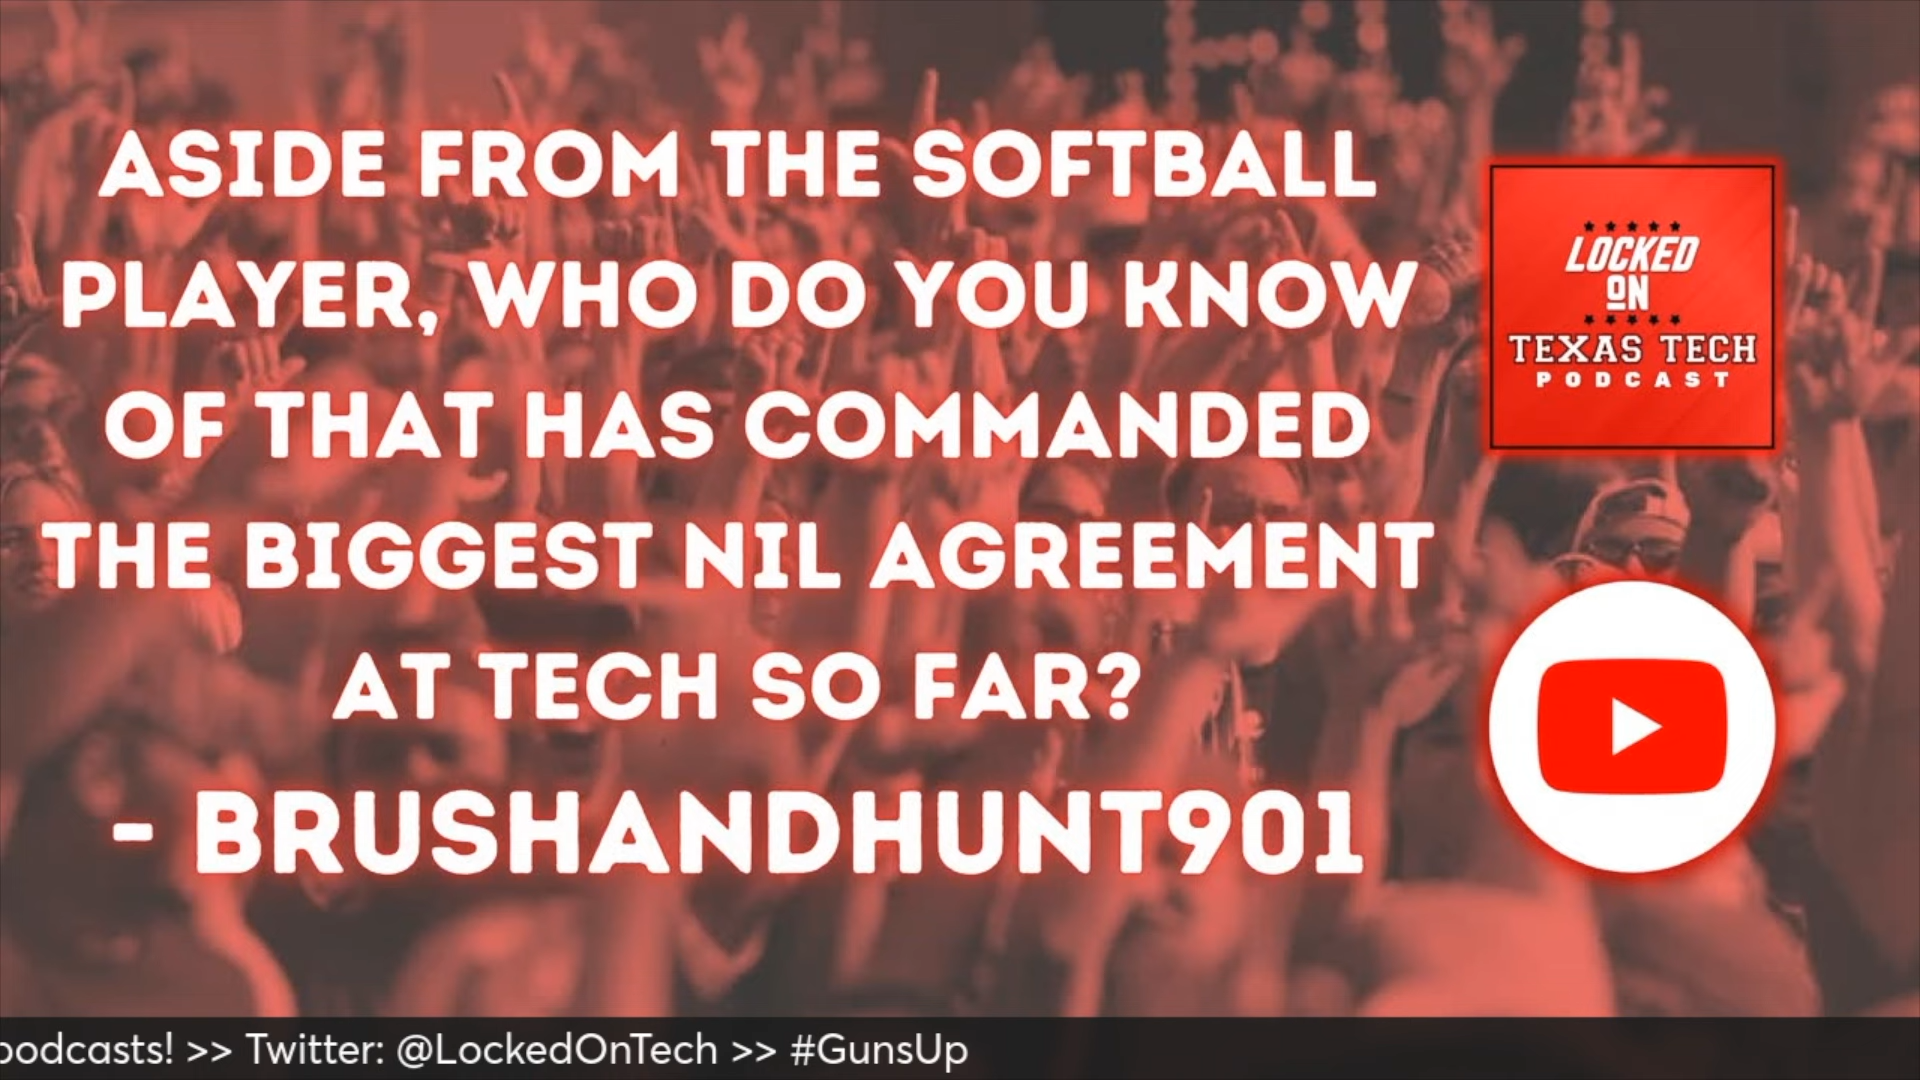 ASIDE FROM THE SOFTBALL
PLAYER, WHO DO YOU KNOW
OF THAT HAS COMMANDED
THE BIGGEST NIL AGREEMENT
AT TECH SO FAR?
- BRUSHANDHUNT901
LOCKED
ON
TEXAS TECH
PODCAST
podcasts! >> Twitter: @LockedOnTech >> #GunsUp